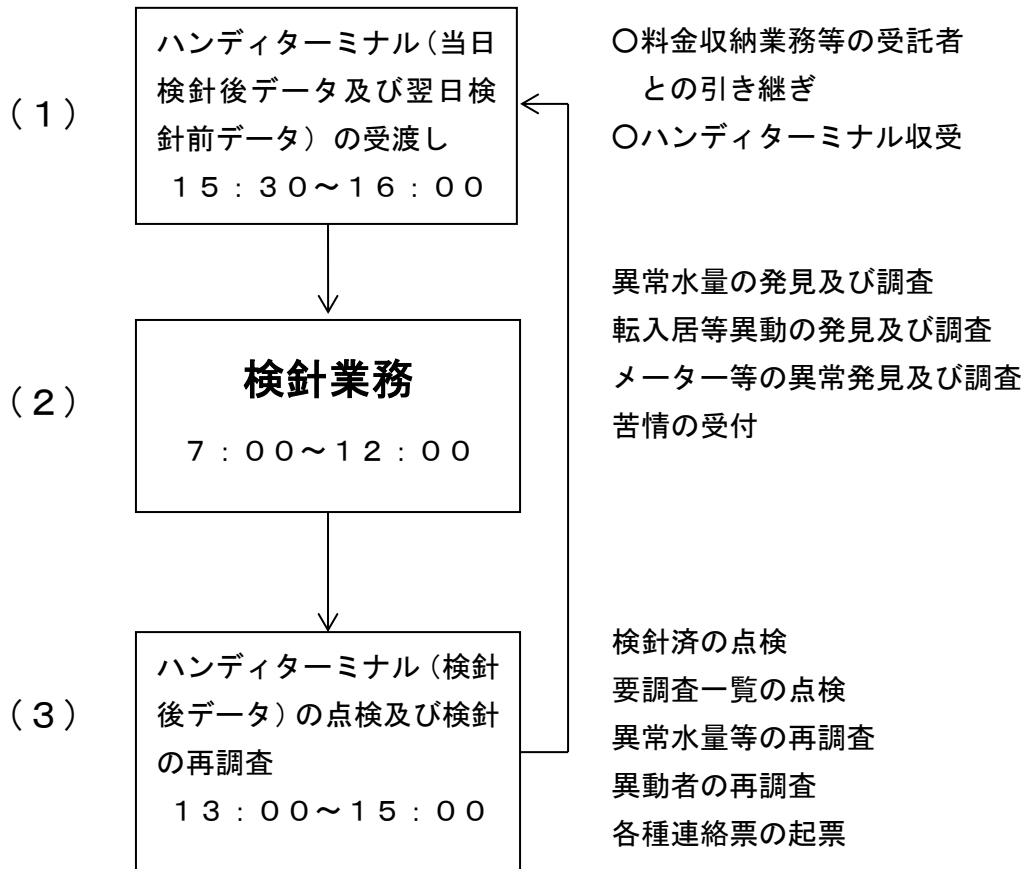 （１）
ハンディターミナル（当日
検針後データ及び翌日検
針前データ）の受渡し
１５：３０～１６：００
○料金収納業務等の受託者
との引き継ぎ
○ハンディターミナル収受
（２）
検針業務
７：００～１２：００
異常水量の発見及び調査
転入居等異動の発見及び調査
メーター等の異常発見及び調査
苦情の受付
（３）
ハンディターミナル（検針
後データ）の点検及び検針
の再調査
１３：００～１５：００
検針済の点検
要調査一覧の点検
異常水量等の再調査
異動者の再調査
各種連絡票の起票